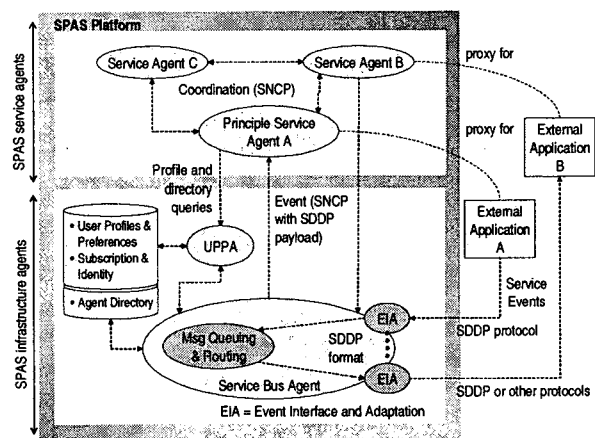 SPAS Platform
SPAS service agents
Service Agent C
Service Agent B
proxy for
Coordination (SNCP)
Principle Service
Agent A
proxy for
External
Application
B
Profile and
directory
queries
Event (SNCP
with SDDP
payload)
External
Application
A
SPAS infrastructure agents
• User Profiles &
Preferences
• Subscription &
Identity
• Agent Directory
UPPA
Service
Events
EIA
SDDP protocol
Msg Queuing
& Routing
SDDP
format
Service Bus Agent
EIA
SDDP or other protocols
EIA = Event Interface and Adaptation